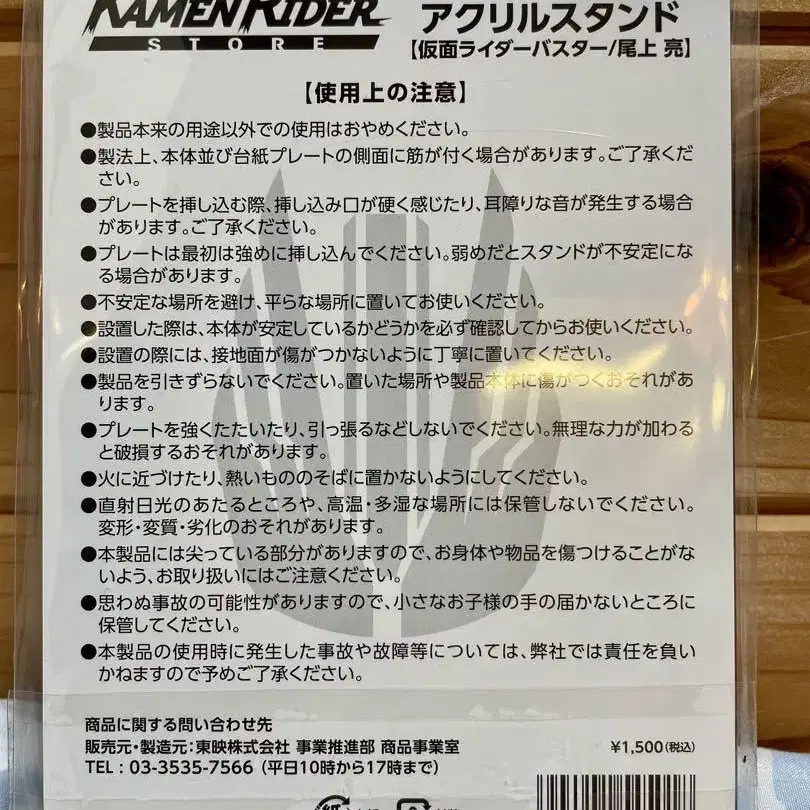 KAMEN RIDER
STORE
アクリルスタンド
【仮面ライダーバスター/尾上 亮】
【使用上の注意】
●製品本来の用途以外での使用はおやめください。
●製法上、本体並び台紙プレートの側面に筋が付く場合があります。ご了承くだ
さい。
●プレートを挿し込む際、挿し込み口が硬く感じたり、耳障りな音が発生する場合
があります。ご了承ください。
●プレートは最初は強めに挿し込んでください。弱めだとスタンドが不安定にな
る場合があります。
●不安定な場所を避け、平らな場所に置いてお使いください。
●設置した際は、本体が安定しているかどうかを必ず確認してからお使いください。
●設置の際には、接地面が傷がつかないように丁寧に置いてください。
●製品を引きずらないでください。置いた場所や製品本体に傷がつくおそれがあ
ります。
●プレートを強くたたいたり、引っ張るなどしないでください。無理な力が加わる
と破損するおそれがあります。
●火に近づけたり、熱いもののそばに置かないようにしてください。
●直射日光のあたるところや、高温・多湿な場所には保管しないでください。
変形・変質・劣化のおそれがあります。
●本製品には尖っている部分がありますので、お身体や物品を傷つけることがな
いよう、お取り扱いにはご注意ください。
●思わぬ事故の可能性がありますので、小さなお子様の手の届かないところに
保管してください。
●本製品の使用時に発生した事故や故障等については、弊社では責任を負い
かねますので予めご了承ください。
商品に関する問い合わせ先
販売元・製造元:東映株式会社 事業推進部 商品事業室
TEL : 03-3535-7566 (平日10時から17時まで)
¥1,500(税込)